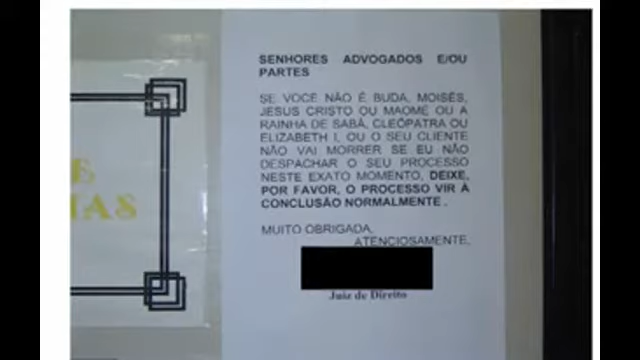 SENHORES ADVOGADOS E/OU
PARTES
SE VOCE NÃO É BUDA, MOISÉS,
JESUS CRISTO OU MAOMÉ OU A
RAINHA DE SABÁ, CLEÓPATRA OU
ELIZABETH I, OU O SEU CLIENTE
NÃO VAI MORRER SE EU NÃO
DESPACHAR O SEU PROCESSO
NESTE EXATO MOMENTO, DEIXE,
POR FAVOR, O PROCESSO VIR À
CONCLUSÃO NORMALMENTE.
MUITO OBRIGADA,
ATENCIOSAMENTE,
Juiz de Direito